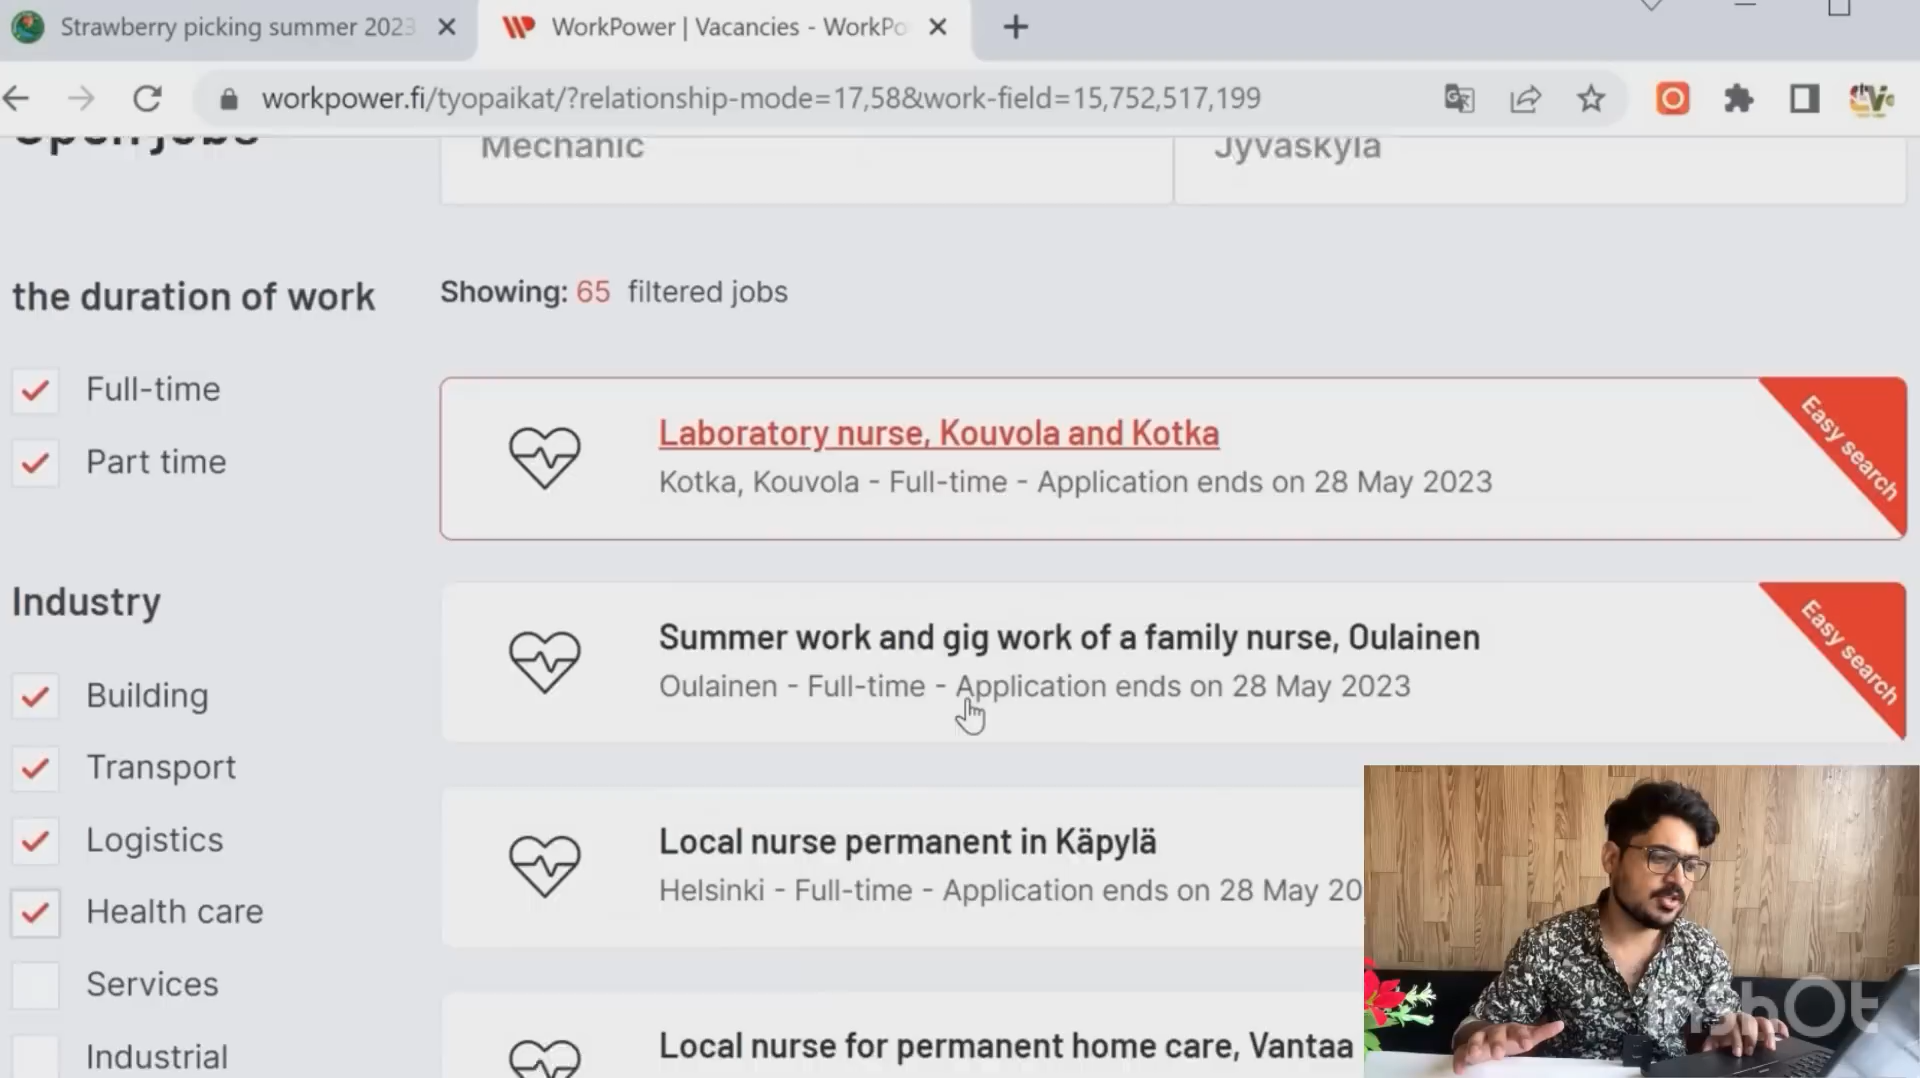 Strawberry picking summer 2023
WorkPower | Vacancies - WorkPo
workpower.fi/tyopaikat/?relationship-mode=17,58&work-field=15,752,517,199
Open jobs
Mechanic
Jyväskylä
the duration of work
Showing: 65 filtered jobs
Full-time
Part time
Laboratory nurse, Kouvola and Kotka
Kotka, Kouvola - Full-time - Application ends on 28 May 2023
Easy search
Industry
Building
Transport
Logistics
Health care
Services
Industrial
Summer work and gig work of a family nurse, Oulainen
Oulainen - Full-time - Application ends on 28 May 2023
Easy search
Local nurse permanent in Käpylä
Helsinki - Full-time - Application ends on 28 May 20
Local nurse for permanent home care, Vantaa
InShOt